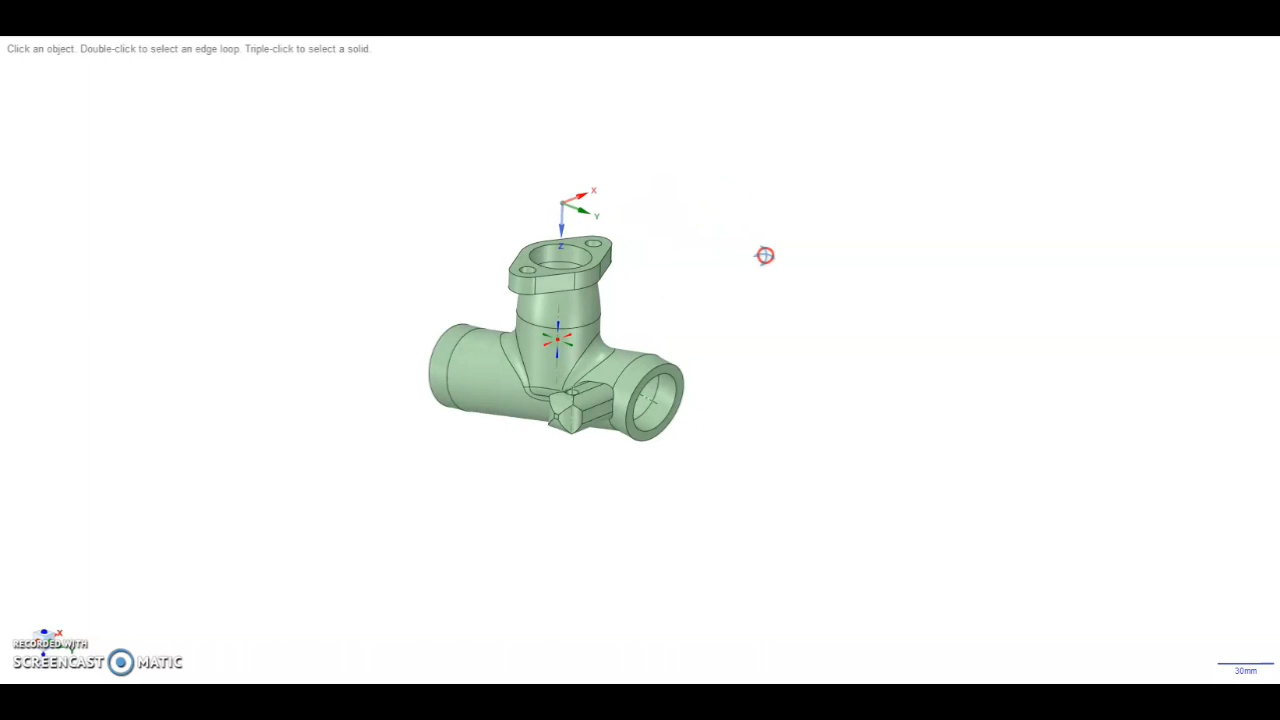 Click an object. Double-click to select an edge loop. Triple-click to select a solid.
X
Y
Z
X
Y
RECORDED WITH
SCREENCAST MATIC
30mm